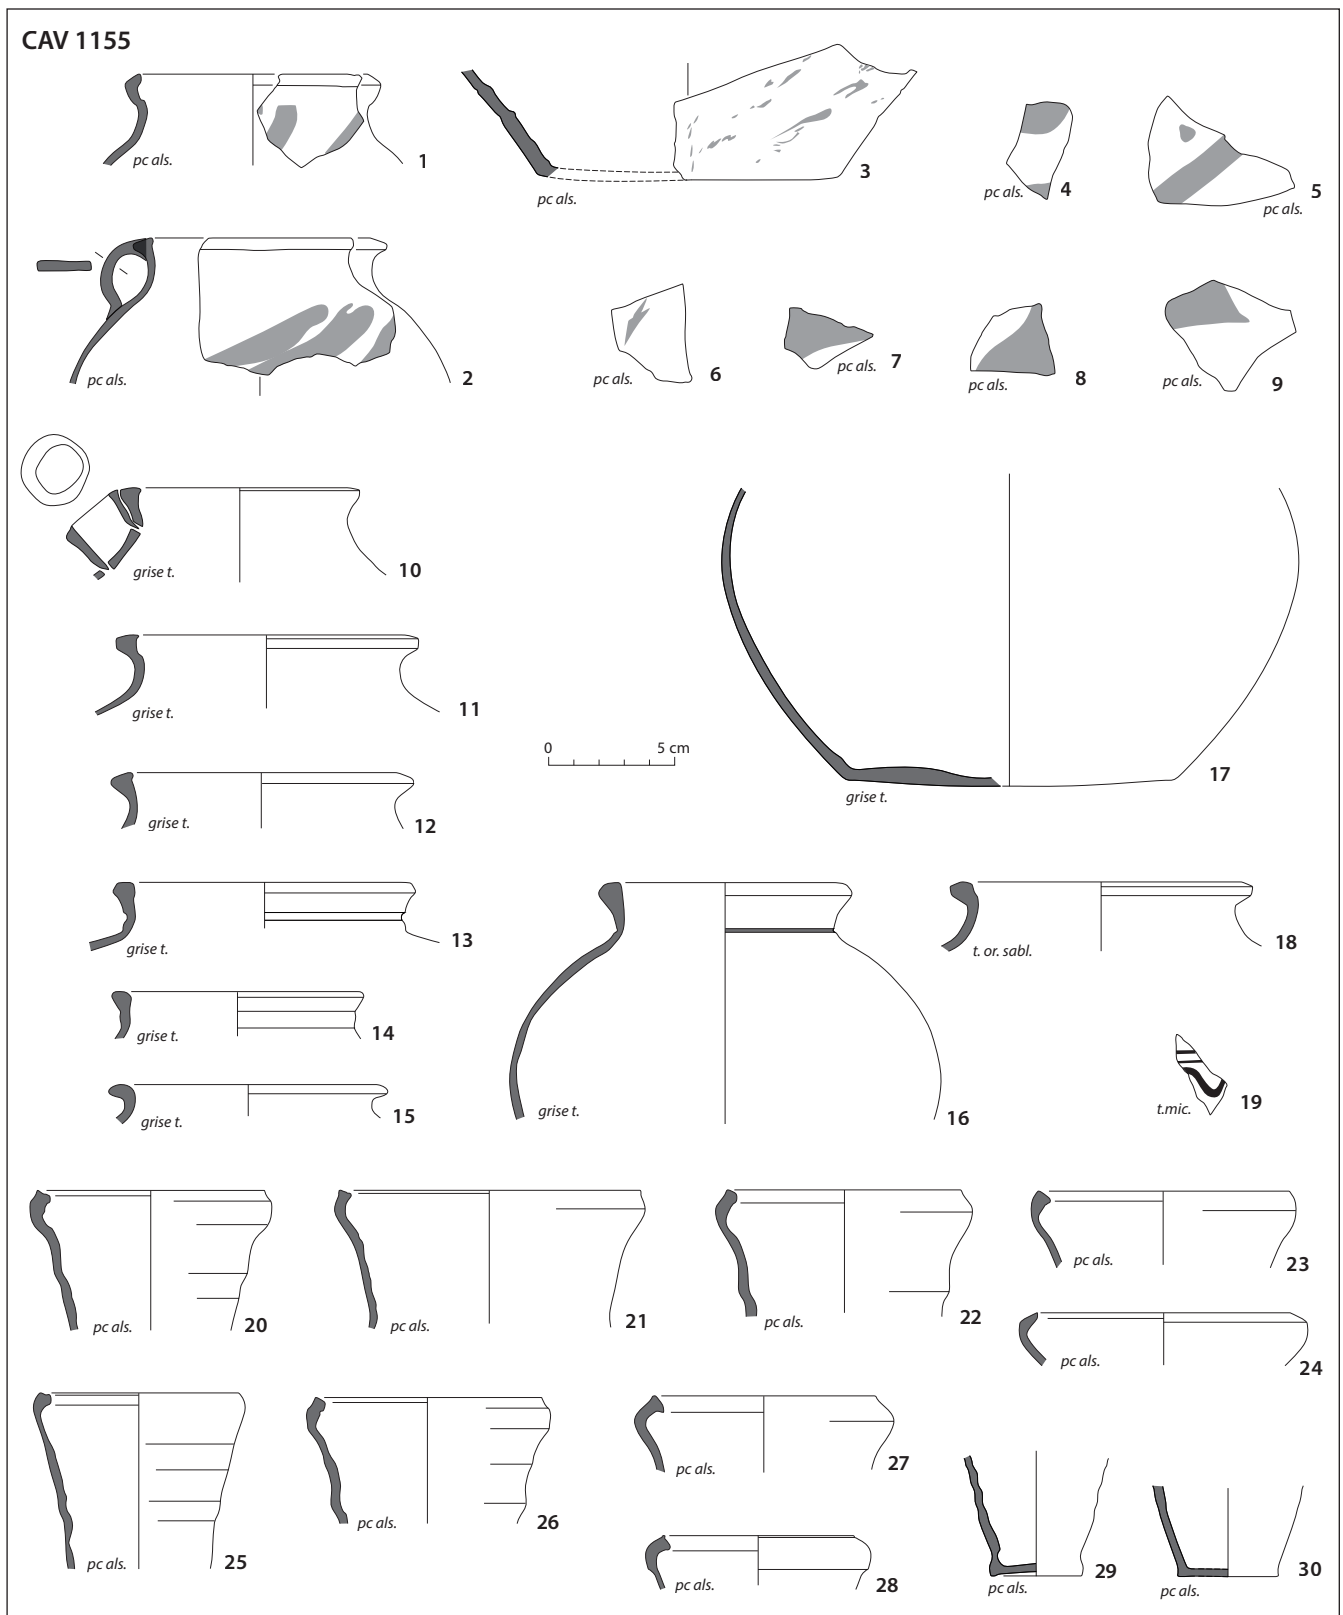 CAV 1155
pc als. 1
pc als. 3
pc als. 4
pc als. 5
pc als. 2
pc als. 6
pc als. 7
pc als. 8
pc als. 9
grise t. 10
grise t. 11
0 5 cm
grise t. 17
grise t. 12
grise t. 13
grise t. 14
grise t. 15
grise t. 16
t. or. sabl. 18
t.mic. 19
pc als. 20
pc als. 21
pc als. 22
pc als. 23
pc als. 24
pc als. 25
pc als. 26
pc als. 27
pc als. 28
pc als. 29
pc als. 30